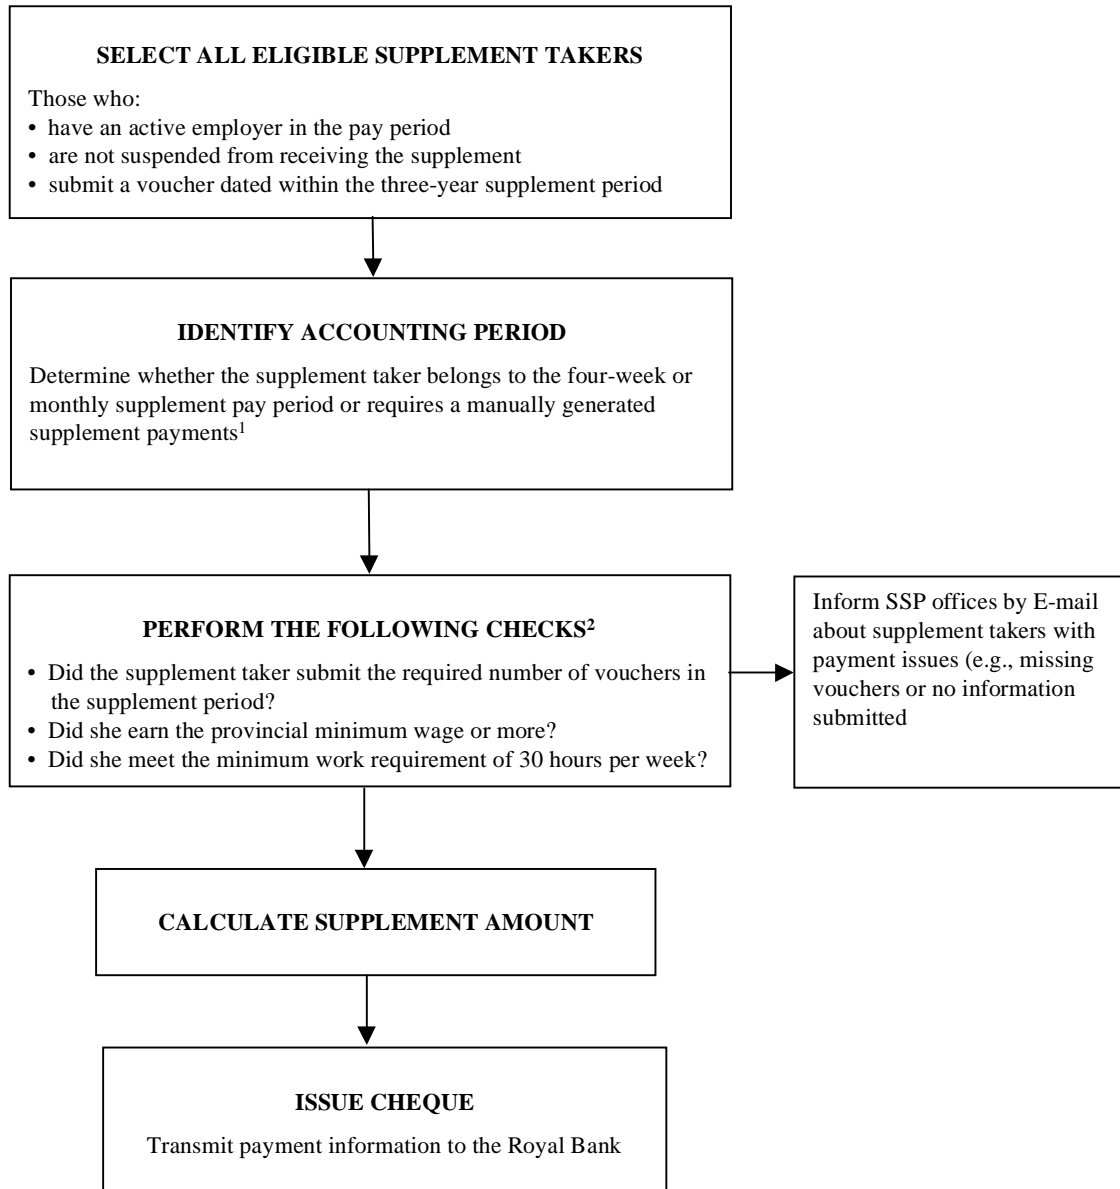 SELECT ALL ELIGIBLE SUPPLEMENT TAKERS
Those who:
• have an active employer in the pay period
• are not suspended from receiving the supplement
• submit a voucher dated within the three-year supplement period
IDENTIFY ACCOUNTING PERIOD
Determine whether the supplement taker belongs to the four-week or
monthly supplement pay period or requires a manually generated
supplement payments1
PERFORM THE FOLLOWING CHECKS2
• Did the supplement taker submit the required number of vouchers in
the supplement period?
• Did she earn the provincial minimum wage or more?
• Did she meet the minimum work requirement of 30 hours per week?
Inform SSP offices by E-mail
about supplement takers with
payment issues (e.g., missing
vouchers or no information
submitted
CALCULATE SUPPLEMENT AMOUNT
ISSUE CHEQUE
Transmit payment information to the Royal Bank